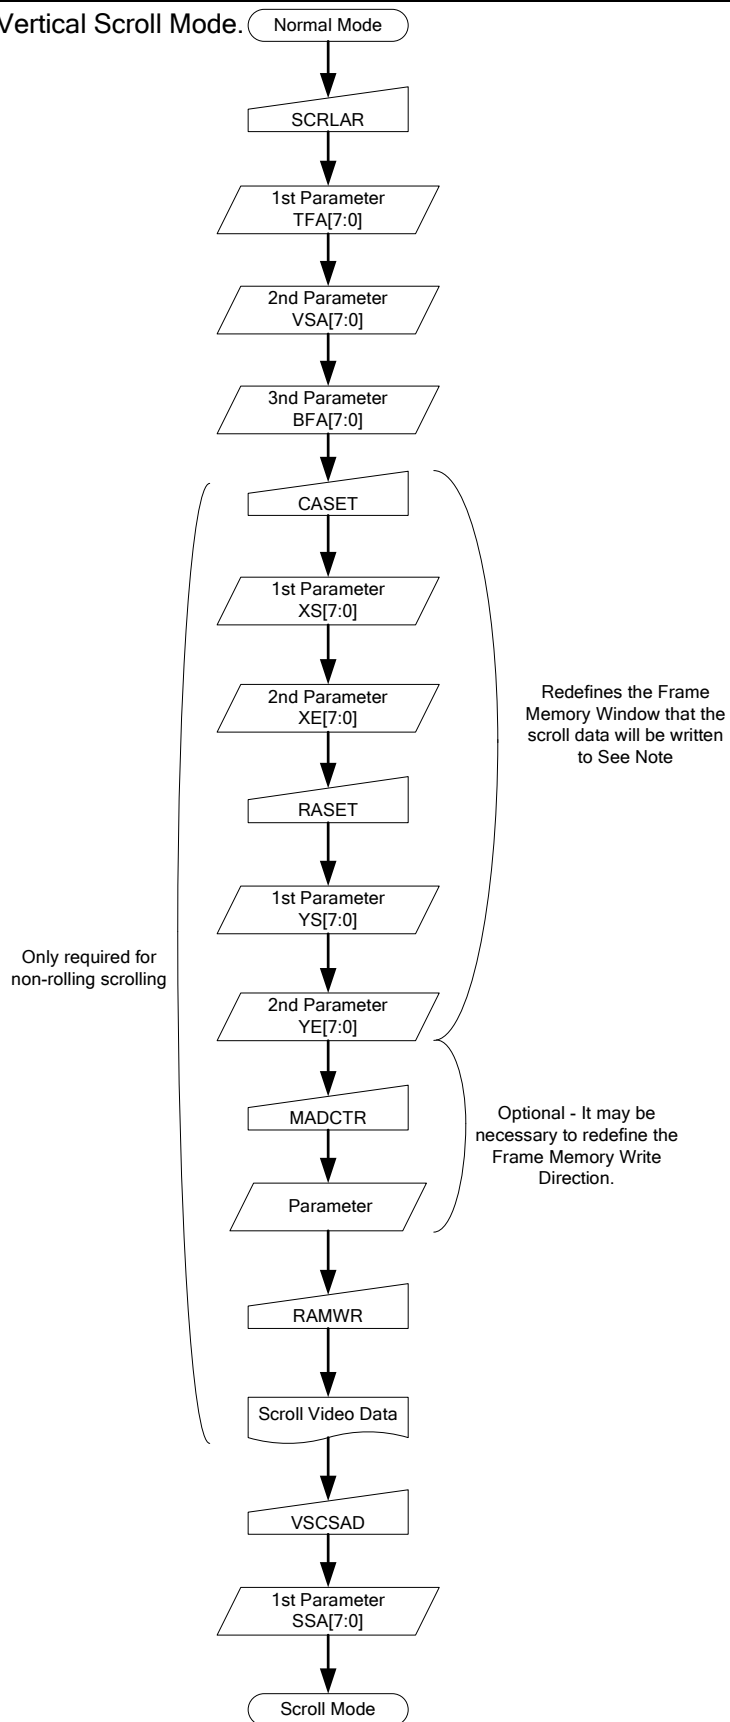 Vertical Scroll Mode.
Normal Mode
SCRLAR
1st Parameter
TFA[7:0]
2nd Parameter
VSA[7:0]
3nd Parameter
BFA[7:0]
CASET
1st Parameter
XS[7:0]
2nd Parameter
XE[7:0]
Redefines the Frame
Memory Window that the
scroll data will be written
to See Note
RASET
1st Parameter
YS[7:0]
Only required for
non-rolling scrolling
2nd Parameter
YE[7:0]
MADCTR
Optional - It may be
necessary to redefine the
Frame Memory Write
Direction.
Parameter
RAMWR
Scroll Video Data
VSCSAD
1st Parameter
SSA[7:0]
Scroll Mode